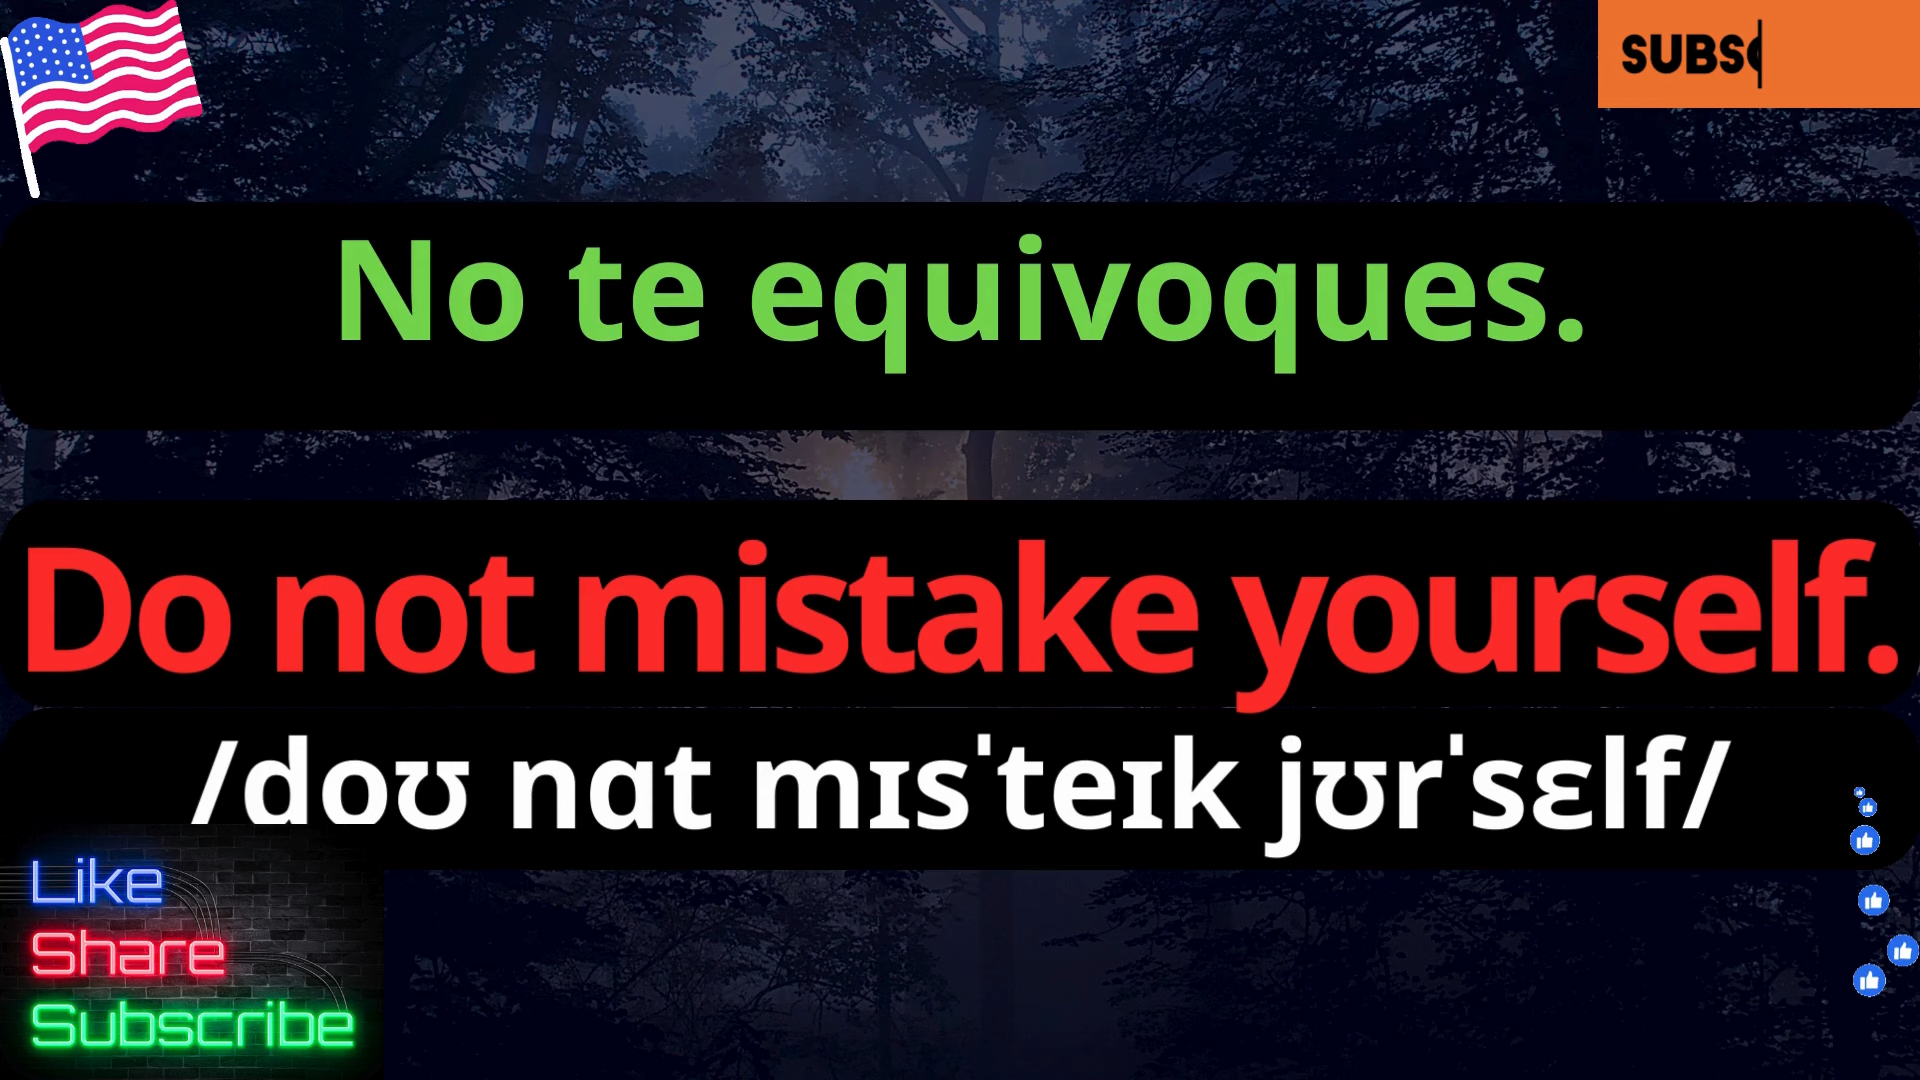 SUBS
No te equivoques.
Do not mistake yourself.
/doʊ nɑt mɪsˈteɪk jʊrˈsɛlf/
Like
Share
Subscribe